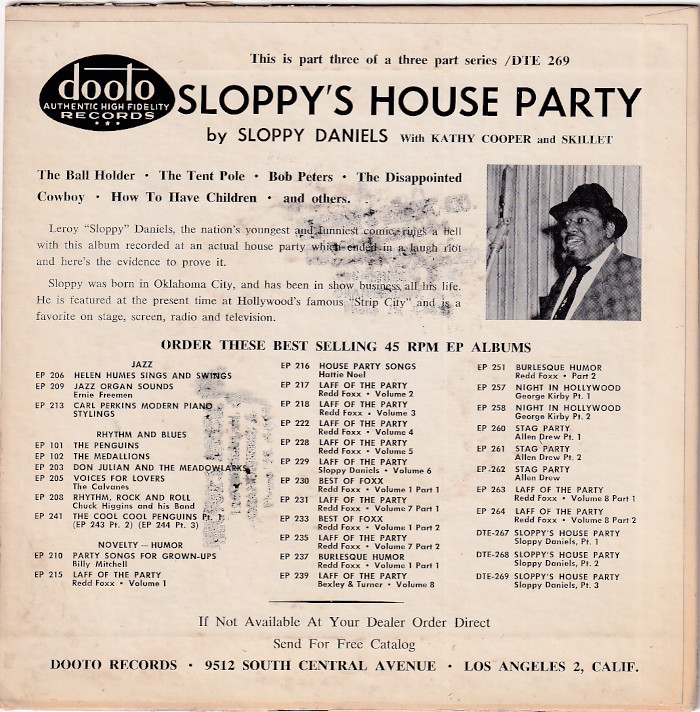 This is part three of a three part series /DTE 269
dooto
AUTHENTIC HIGH FIDELITY
RECORDS
SLOPPY'S HOUSE PARTY
by SLOPPY DANIELS With KATHY COOPER and SKILLET
The Ball Holder • The Tent Pole • Bob Peters • The Disappointed
Cowboy • How To Have Children • and others.
Leroy "Sloppy" Daniels, the nation's youngest and funniest comic, rings a bell
with this album recorded at an actual house party which ended in a laugh riot
and here's the evidence to prove it.
Sloppy was born in Oklahoma City, and has been in show business all his life.
He is featured at the present time at Hollywood's famous "Strip City" and is a
favorite on stage, screen, radio and television.
ORDER THESE BEST SELLING 45 RPM EP ALBUMS
JAZZ
EP 206 HELEN HUMES SINGS AND SWINGS
EP 209 JAZZ ORGAN SOUNDS
Ernie Freemen
EP 213 CARL PERKINS MODERN PIANO
STYLINGS
RHYTHM AND BLUES
EP 101 THE PENGUINS
EP 102 THE MEDALLIONS
EP 203 DON JULIAN AND THE MEADOWLARKS
EP 205 VOICES FOR LOVERS
The Calvanes
EP 208 RHYTHM, ROCK AND ROLL
Chuck Higgins and his Band
EP 241 THE COOL COOL PENGUINS Pt. 1
(EP 243 Pt. 2) (EP 244 Pt. 3)
NOVELTY — HUMOR
EP 210 PARTY SONGS FOR GROWN-UPS
Billy Mitchell
EP 215 LAFF OF THE PARTY
Redd Foxx • Volume 1
EP 216 HOUSE PARTY SONGS
Hattie Noel
EP 217 LAFF OF THE PARTY
Redd Foxx • Volume 2
EP 218 LAFF OF THE PARTY
Redd Foxx • Volume 3
EP 222 LAFF OF THE PARTY
Redd Foxx • Volume 4
EP 228 LAFF OF THE PARTY
Redd Foxx • Volume 5
EP 229 LAFF OF THE PARTY
Sloppy Daniels • Volume 6
EP 230 BEST OF FOXX
Redd Foxx • Volume 1 Part 1
EP 231 LAFF OF THE PARTY
Redd Foxx • Volume 7 Part 1
EP 233 BEST OF FOXX
Redd Foxx • Volume 1 Part 2
EP 235 LAFF OF THE PARTY
Redd Foxx • Volume 7 Part 2
EP 237 BURLESQUE HUMOR
Redd Foxx • Volume 1 Part 1
EP 239 LAFF OF THE PARTY
Bexley & Turner • Volume 8
EP 251 BURLESQUE HUMOR
Redd Foxx • Part 2
EP 257 NIGHT IN HOLLYWOOD
George Kirby Pt. 1
EP 258 NIGHT IN HOLLYWOOD
George Kirby Pt. 2
EP 260 STAG PARTY
Allen Drew Pt. 1
EP 261 STAG PARTY
Allen Drew Pt. 2
EP 262 STAG PARTY
Allen Drew
EP 263 LAFF OF THE PARTY
Redd Foxx • Volume 8 Part 1
EP 264 LAFF OF THE PARTY
Redd Foxx • Volume 8 Part 2
DTE-267 SLOPPY'S HOUSE PARTY
Sloppy Daniels, Pt. 1
DTE-268 SLOPPY'S HOUSE PARTY
Sloppy Daniels, Pt. 2
DTE-269 SLOPPY'S HOUSE PARTY
Sloppy Daniels, Pt. 3
If Not Available At Your Dealer Order Direct
Send For Free Catalog
DOOTO RECORDS • 9512 SOUTH CENTRAL AVENUE • LOS ANGELES 2, CALIF.